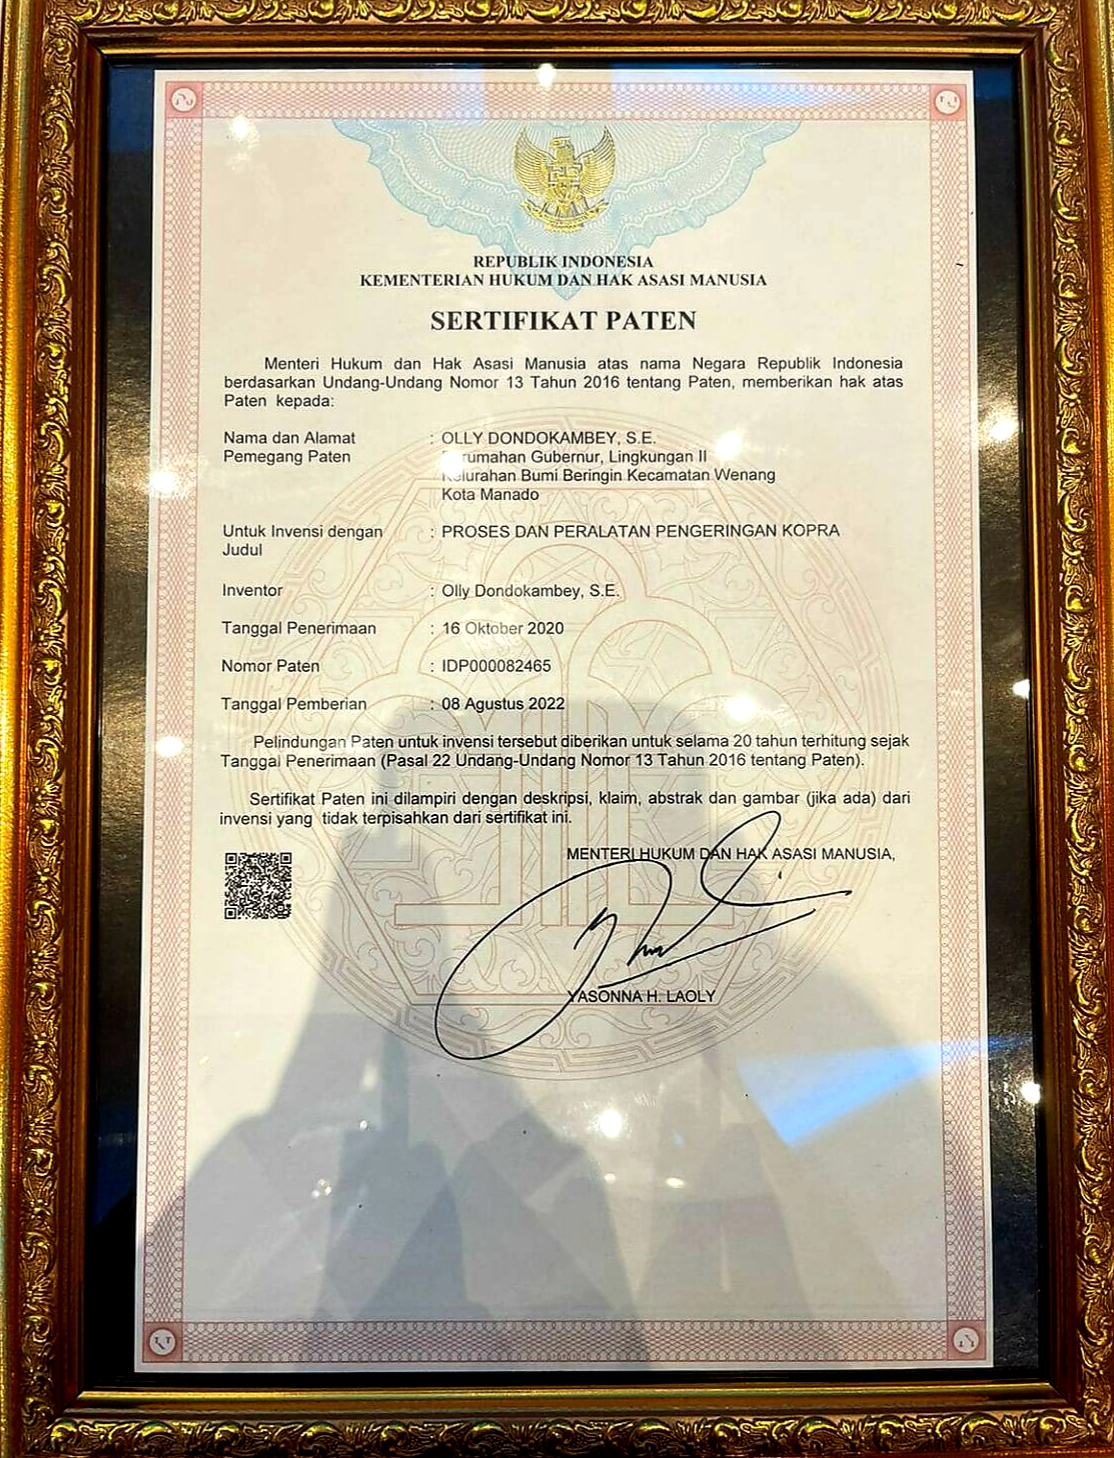 REPUBLIK INDONESIA
KEMENTERIAN HUKUM DAN HAK ASASI MANUSIA
SERTIFIKAT PATEN
Menteri Hukum dan Hak Asasi Manusia atas nama Negara Republik Indonesia
berdasarkan Undang-Undang Nomor 13 Tahun 2016 tentang Paten, memberikan hak atas
Paten kepada:
Nama dan Alamat : OLLY DONDOKAMBEY, S.E.
Pemegang Paten Perumahan Gubernur, Lingkungan II
Kelurahan Bumi Beringin Kecamatan Wenang
Kota Manado
Untuk Invensi dengan : PROSES DAN PERALATAN PENGERINGAN KOPRA
Judul
Inventor : Olly Dondokambey, S.E.
Tanggal Penerimaan : 16 Oktober 2020
Nomor Paten : IDP000082465
Tanggal Pemberian : 08 Agustus 2022
Pelindungan Paten untuk invensi tersebut diberikan untuk selama 20 tahun terhitung sejak
Tanggal Penerimaan (Pasal 22 Undang-Undang Nomor 13 Tahun 2016 tentang Paten).
Sertifikat Paten ini dilampiri dengan deskripsi, klaim, abstrak dan gambar (jika ada) dari
invensi yang tidak terpisahkan dari sertifikat ini.
MENTERI HUKUM DAN HAK ASASI MANUSIA,
YASONNA H. LAOLY